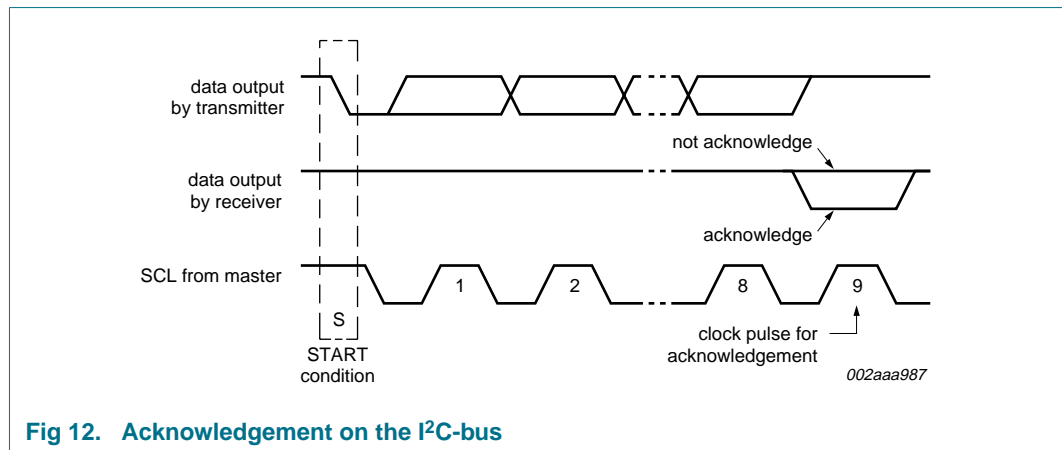 data output
by transmitter
not acknowledge
data output
by receiver
acknowledge
SCL from master
1
2
8
9
S
START
condition
clock pulse for
acknowledgement
002aaa987
Fig 12. Acknowledgement on the I²C-bus